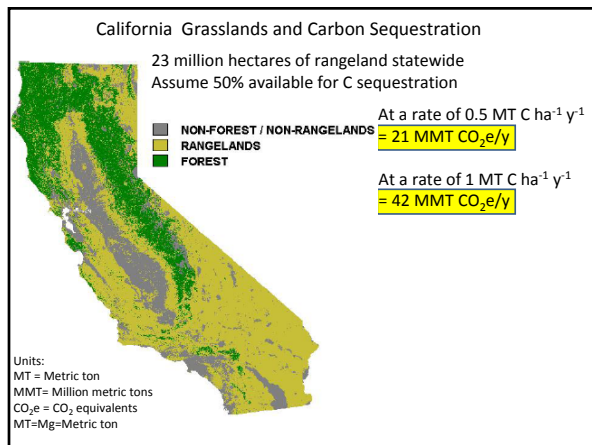 California Grasslands and Carbon Sequestration
23 million hectares of rangeland statewide
Assume 50% available for C sequestration
NON-FOREST / NON-RANGELANDS
RANGELANDS
FOREST
At a rate of 0.5 MT C ha⁻¹ y⁻¹
= 21 MMT CO₂e/y
At a rate of 1 MT C ha⁻¹ y⁻¹
= 42 MMT CO₂e/y
Units:
MT = Metric ton
MMT= Million metric tons
CO₂e = CO₂ equivalents
MT=Mg=Metric ton